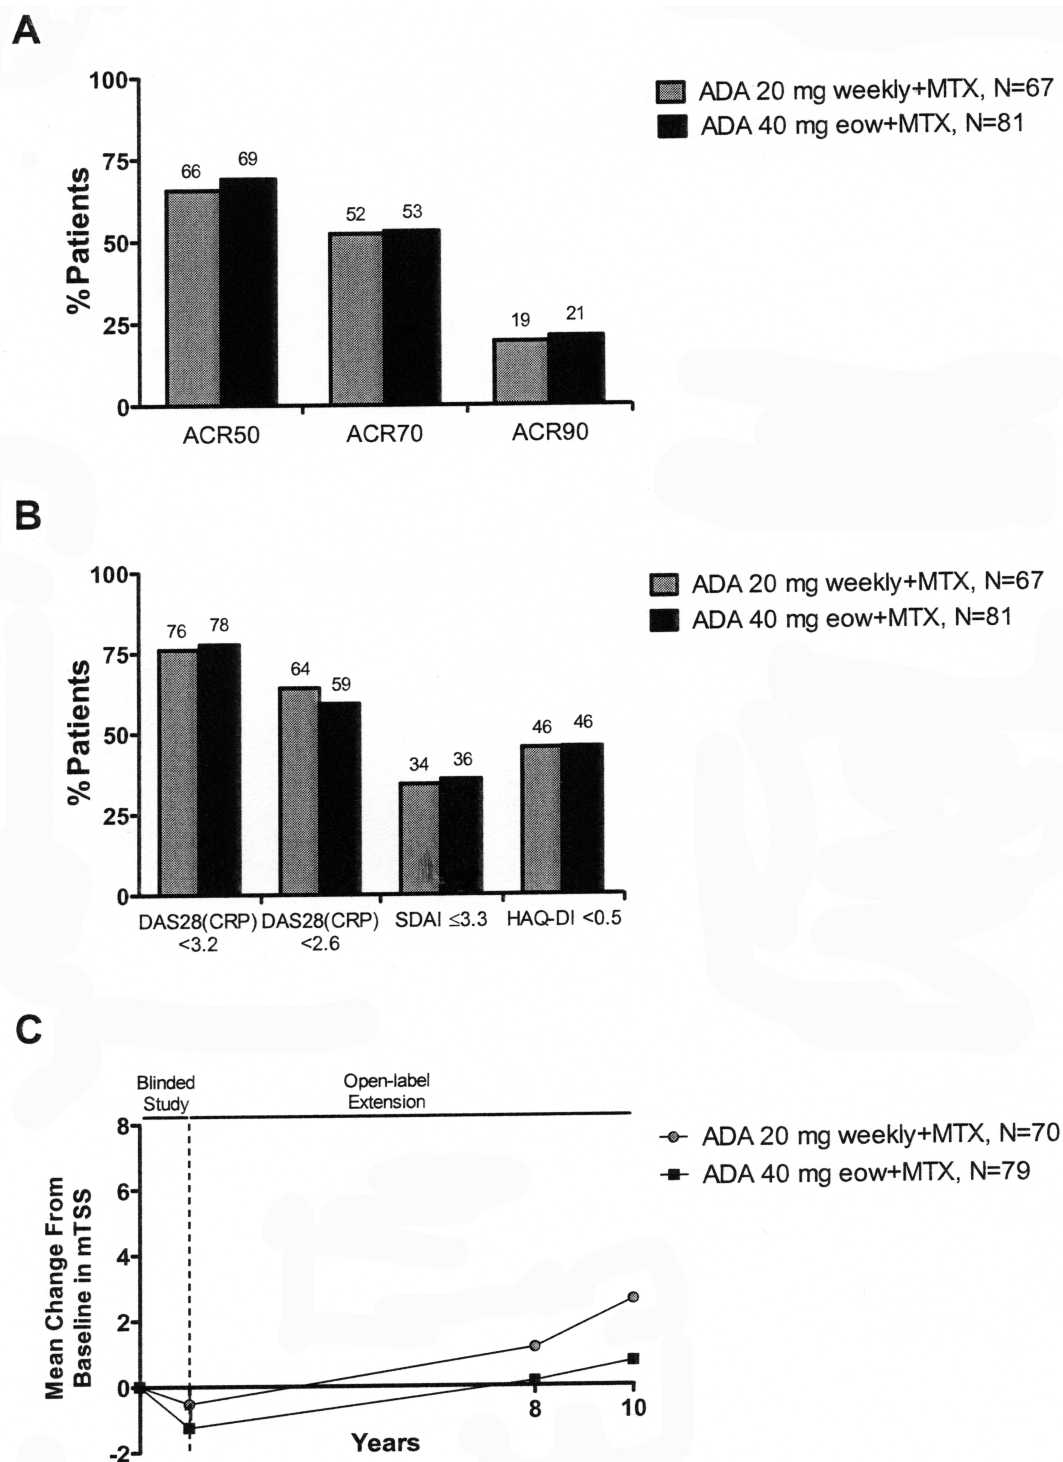 A
100
75
50
25
0
% Patients
66
69
52
53
19
21
ACR50
ACR70
ACR90
ADA 20 mg weekly+MTX, N=67
ADA 40 mg eow+MTX, N=81
B
100
75
50
25
0
% Patients
76
78
64
59
34
36
46
46
DAS28(CRP)
<3.2
DAS28(CRP)
<2.6
SDAI ≤3.3
HAQ-DI <0.5
ADA 20 mg weekly+MTX, N=67
ADA 40 mg eow+MTX, N=81
C
Blinded
Study
Open-label
Extension
8
6
4
2
0
-2
Mean Change From
Baseline in mTSS
8
10
Years
ADA 20 mg weekly+MTX, N=70
ADA 40 mg eow+MTX, N=79